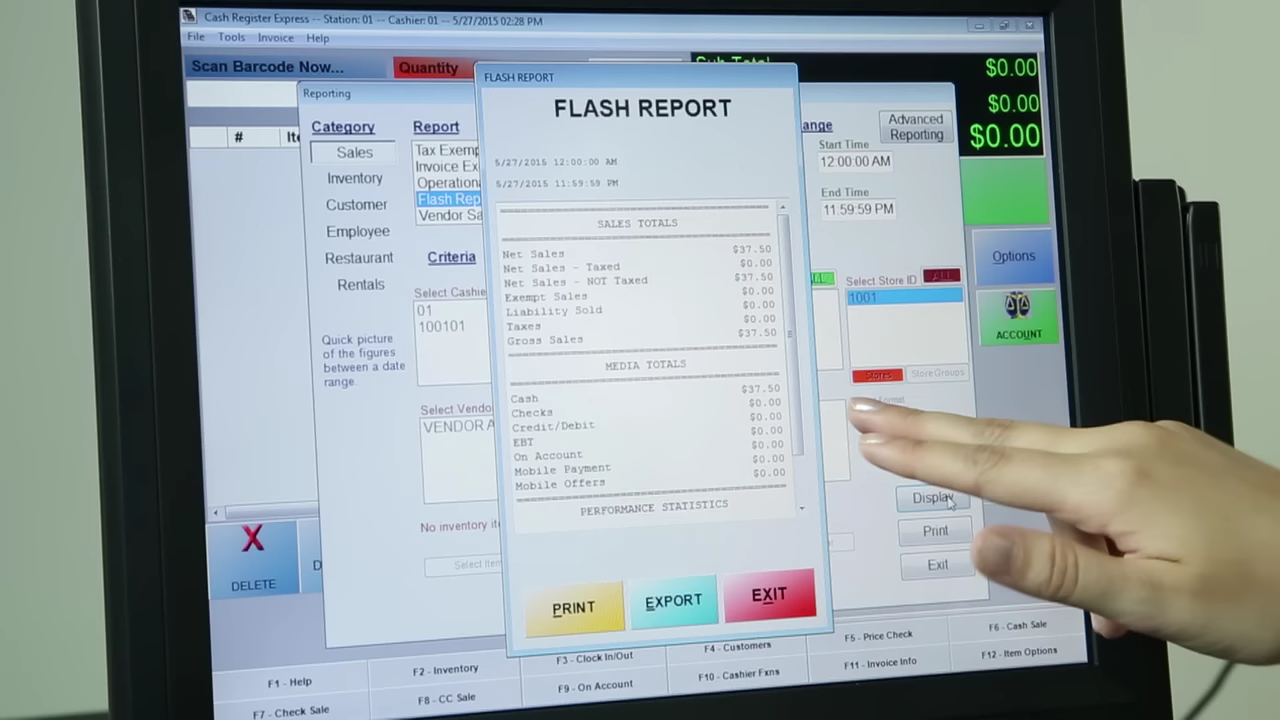 Cash Register Express -- Station: 01 -- Cashier: 01 -- 5/27/2015 02:28 PM
File Tools Invoice Help
Scan Barcode Now...
Quantity
Sub Total
$0.00
$0.00
$0.00
#
Reporting
Category
Sales
Inventory
Customer
Employee
Restaurant
Rentals
Quick picture
of the figures
between a date
range
Report
Tax Exemp
Invoice Ex
Operation
Flash Rep
Vendor Sa
Criteria
Select Cashie
01
100101
Select Vendo
VENDOR A
No inventory ite
Select Item
FLASH REPORT
FLASH REPORT
5/27/2015 12:00:00 AM
5/27/2015 11:59:59 PM
SALES TOTALS
Net Sales $37.50
Net Sales - Taxed $0.00
Net Sales - NOT Taxed $37.50
Exempt Sales $0.00
Liability Sold $0.00
Taxes $0.00
Gross Sales $37.50
MEDIA TOTALS
Cash $37.50
Checks $0.00
Credit/Debit $0.00
EBT $0.00
On Account $0.00
Mobile Payment $0.00
Mobile Offers $0.00
PERFORMANCE STATISTICS
PRINT
EXPORT
EXIT
ange
Advanced
Reporting
Start Time
12:00:00 AM
End Time
11:59:59 PM
Select Store ID
ALL
1001
Stores
Store Groups
Display
Print
Exit
Options
ACCOUNT
X
DELETE
D
F1 - Help
F2 - Inventory
F3 - Clock In/Out
F4 - Customers
F5 - Price Check
F6 - Cash Sale
F7 - Check Sale
F8 - CC Sale
F9 - On Account
F10 - Cashier Fxns
F11 - Invoice Info
F12 - Item Options